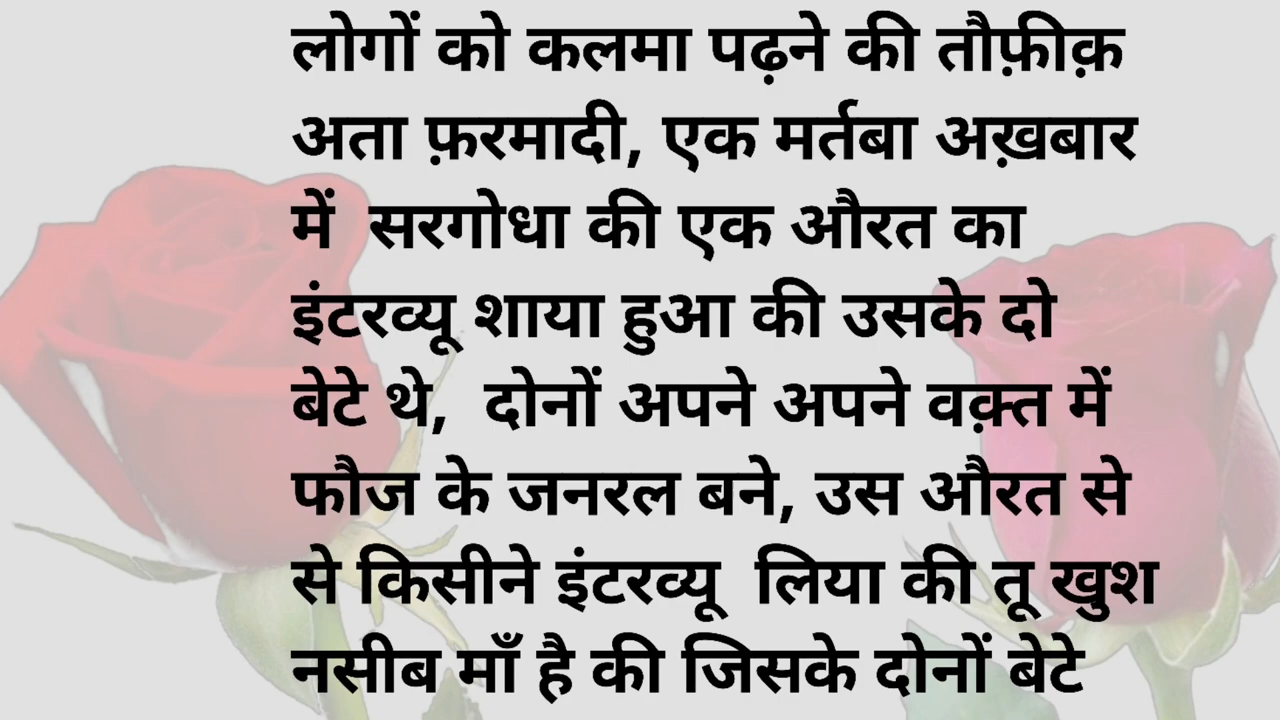 लोगों को कलमा पढ़ने की तौफ़ीक़
अता फ़रमादी, एक मर्तबा अख़बार
में सरगोधा की एक औरत का
इंटरव्यू शाया हुआ की उसके दो
बेटे थे, दोनों अपने अपने वक़्त में
फौज के जनरल बने, उस औरत से
से किसीने इंटरव्यू लिया की तू खुश
नसीब माँ है की जिसके दोनों बेटे